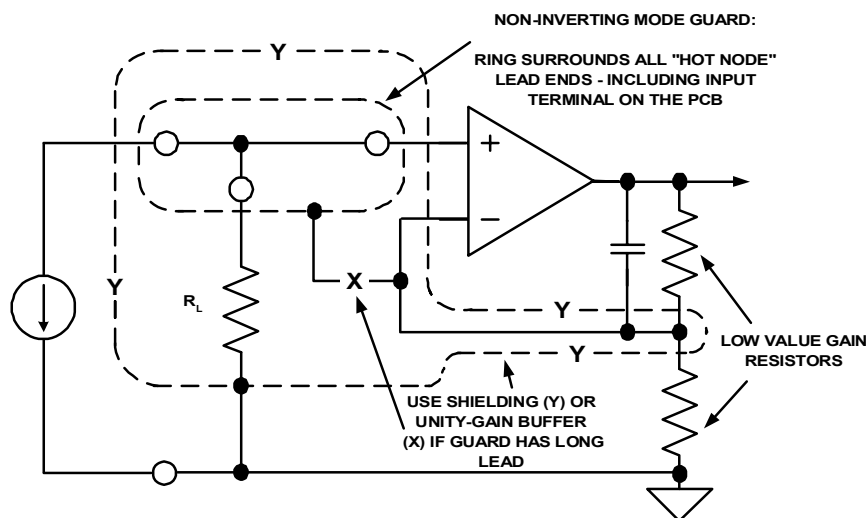 NON-INVERTING MODE GUARD:
RING SURROUNDS ALL "HOT NODE"
LEAD ENDS - INCLUDING INPUT
TERMINAL ON THE PCB
Y
+
−
Y
X
R_L
Y
Y
LOW VALUE GAIN
RESISTORS
USE SHIELDING (Y) OR
UNITY-GAIN BUFFER
(X) IF GUARD HAS LONG
LEAD